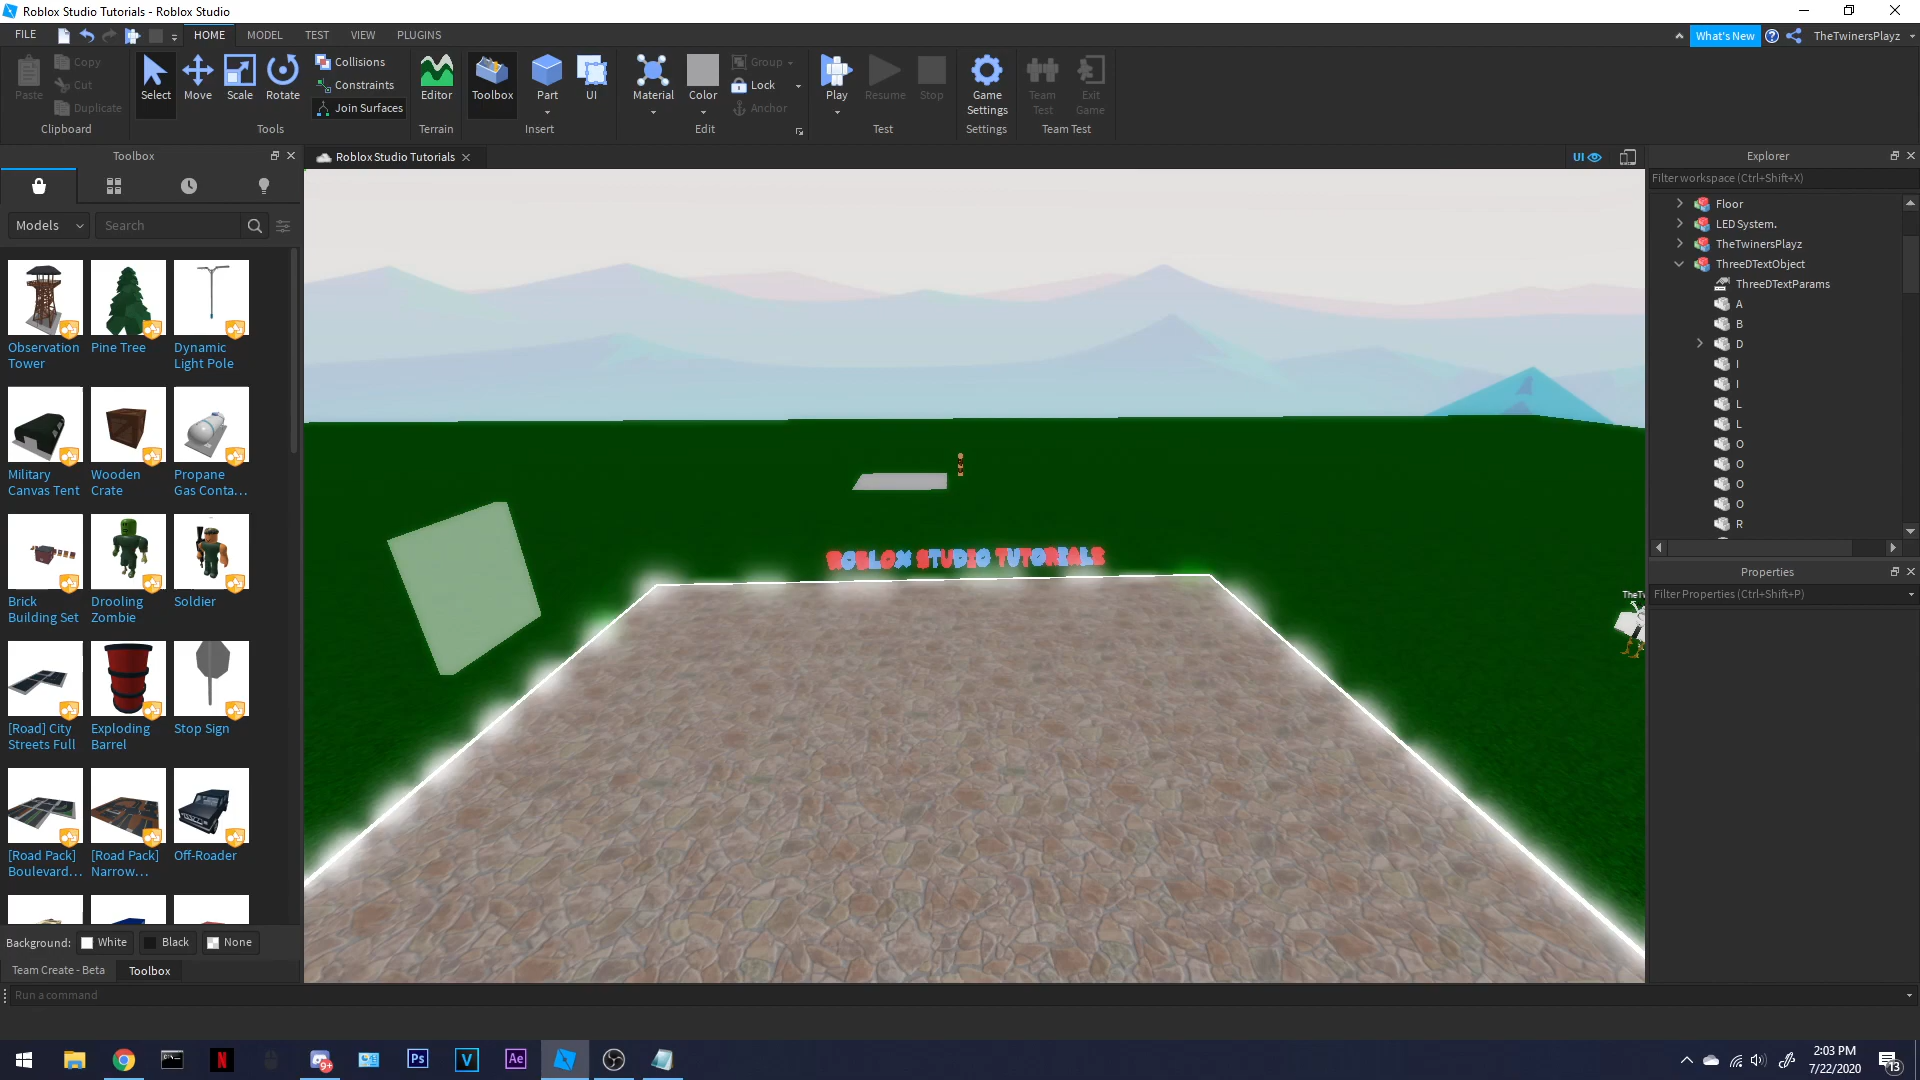 Roblox Studio Tutorials - Roblox Studio
FILE HOME MODEL TEST VIEW PLUGINS What's New TheTwinersPlayz
Paste Copy Cut Duplicate
Select Move Scale Rotate
Collisions
Constraints
Join Surfaces
Editor Toolbox Part UI
Material Color
Group
Lock
Anchor
Play Resume Stop
Game Settings
Team Test
Exit Game
Clipboard Tools Terrain Insert Edit Test Settings Team Test
Toolbox
Models Search
Observation Tower
Pine Tree
Dynamic Light Pole
Military Canvas Tent
Wooden Crate
Propane Gas Conta...
Brick Building Set
Drooling Zombie
Soldier
[Road] City Streets Full
Exploding Barrel
Stop Sign
[Road Pack] Boulevard...
[Road Pack] Narrow...
Off-Roader
Background: White Black None
Team Create - Beta Toolbox
Run a command
Roblox Studio Tutorials
UI
ROBLOX STUDIO TUTORIALS
TheTw
Explorer
Filter workspace (Ctrl+Shift+X)
Floor
LED System.
TheTwinersPlayz
ThreeDTextObject
ThreeDTextParams
A
B
D
I
I
L
L
O
O
O
O
R
Properties
Filter Properties (Ctrl+Shift+P)
N 9+ Ps V Ae
2:03 PM
7/22/2020
13